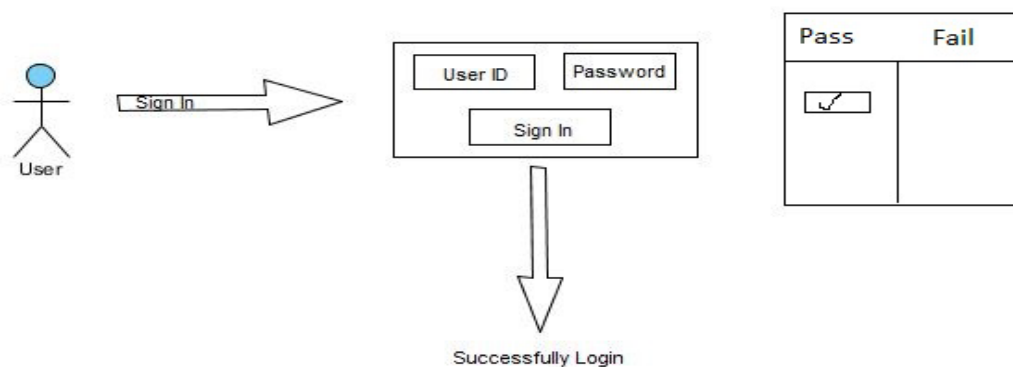 Pass Fail
User ID Password
Sign In
Sign In
User
Successfully Login